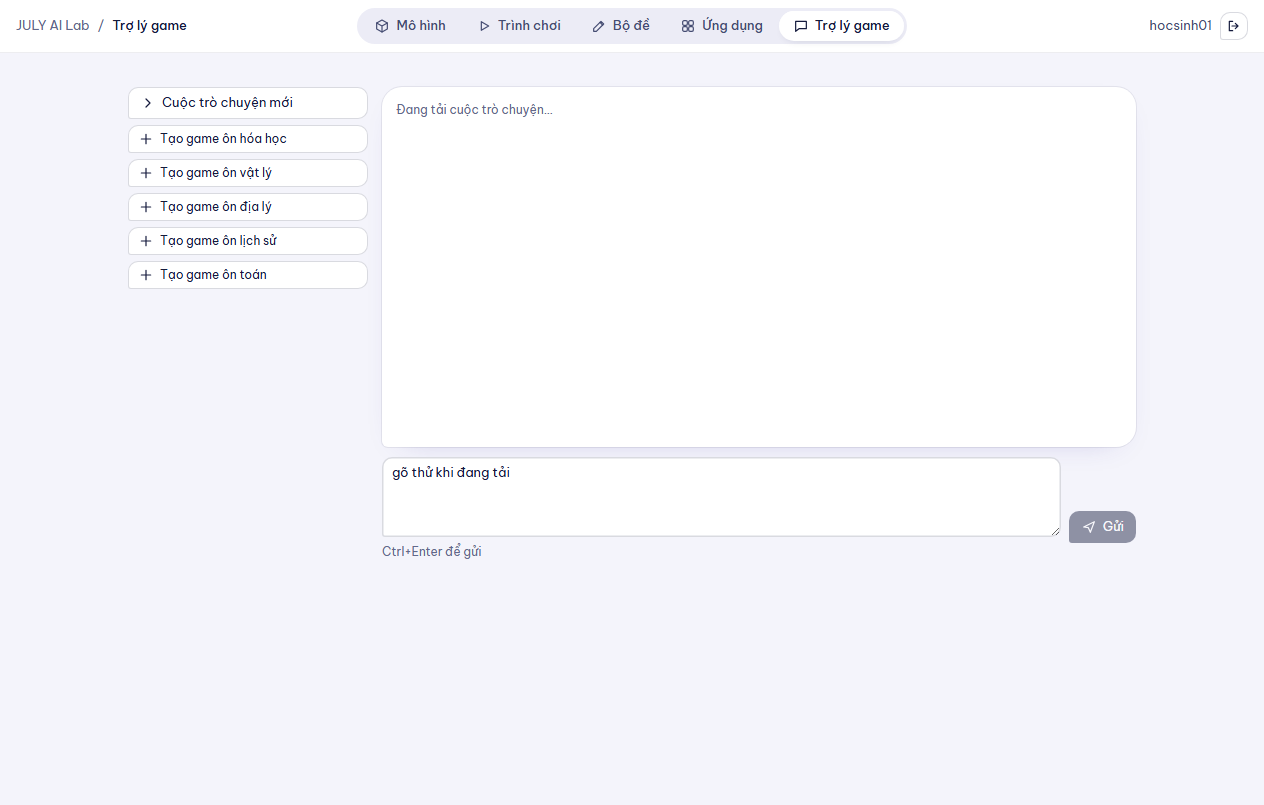 JULY AI Lab / Trợ lý game
Mô hình
Trình chơi
Bộ đề
Ứng dụng
Trợ lý game
hocsinh01
Cuộc trò chuyện mới
Tạo game ôn hóa học
Tạo game ôn vật lý
Tạo game ôn địa lý
Tạo game ôn lịch sử
Tạo game ôn toán
Đang tải cuộc trò chuyện...
gõ thử khi đang tải
Gửi
Ctrl+Enter để gửi